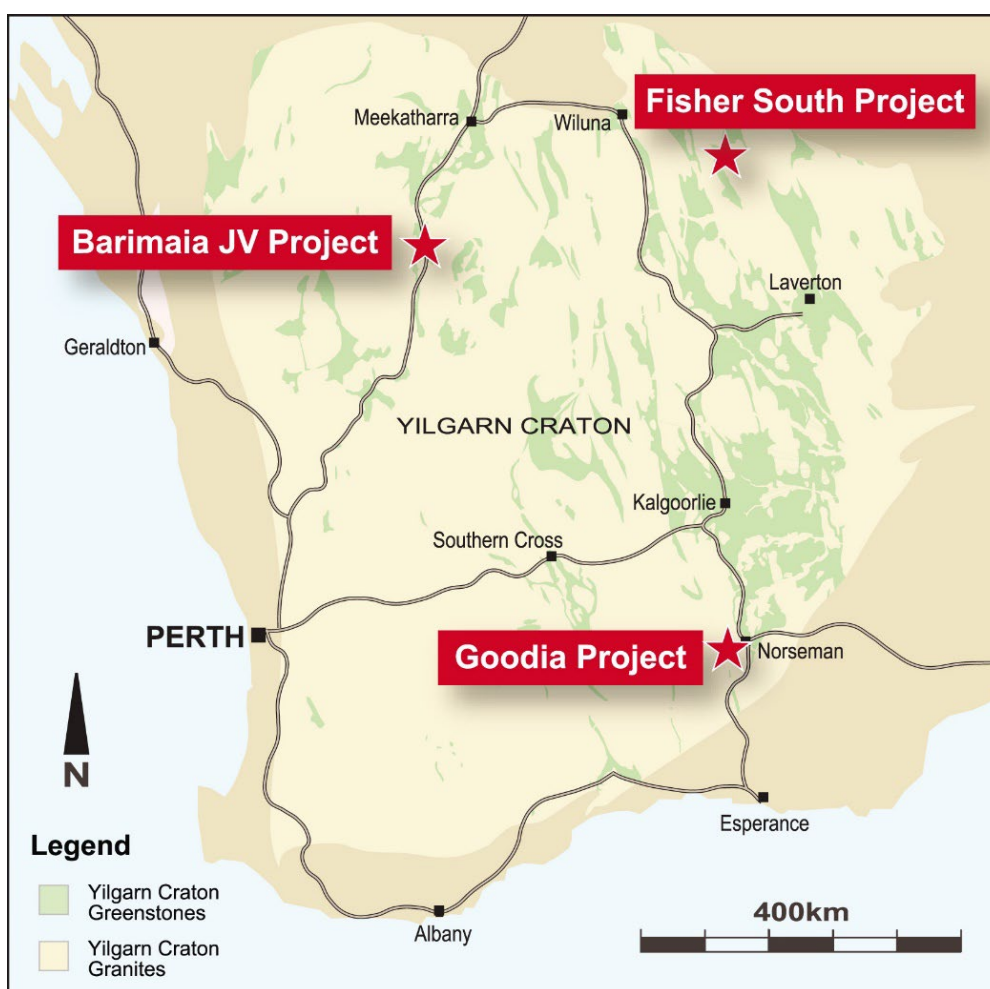 Fisher South Project
Meekatharra
Wiluna
Barimaia JV Project
Laverton
Geraldton
YILGARN CRATON
Kalgoorlie
Southern Cross
PERTH
Goodia Project
Norseman
N
Esperance
Legend
Yilgarn Craton
Greenstones
Yilgarn Craton
Granites
Albany
400km